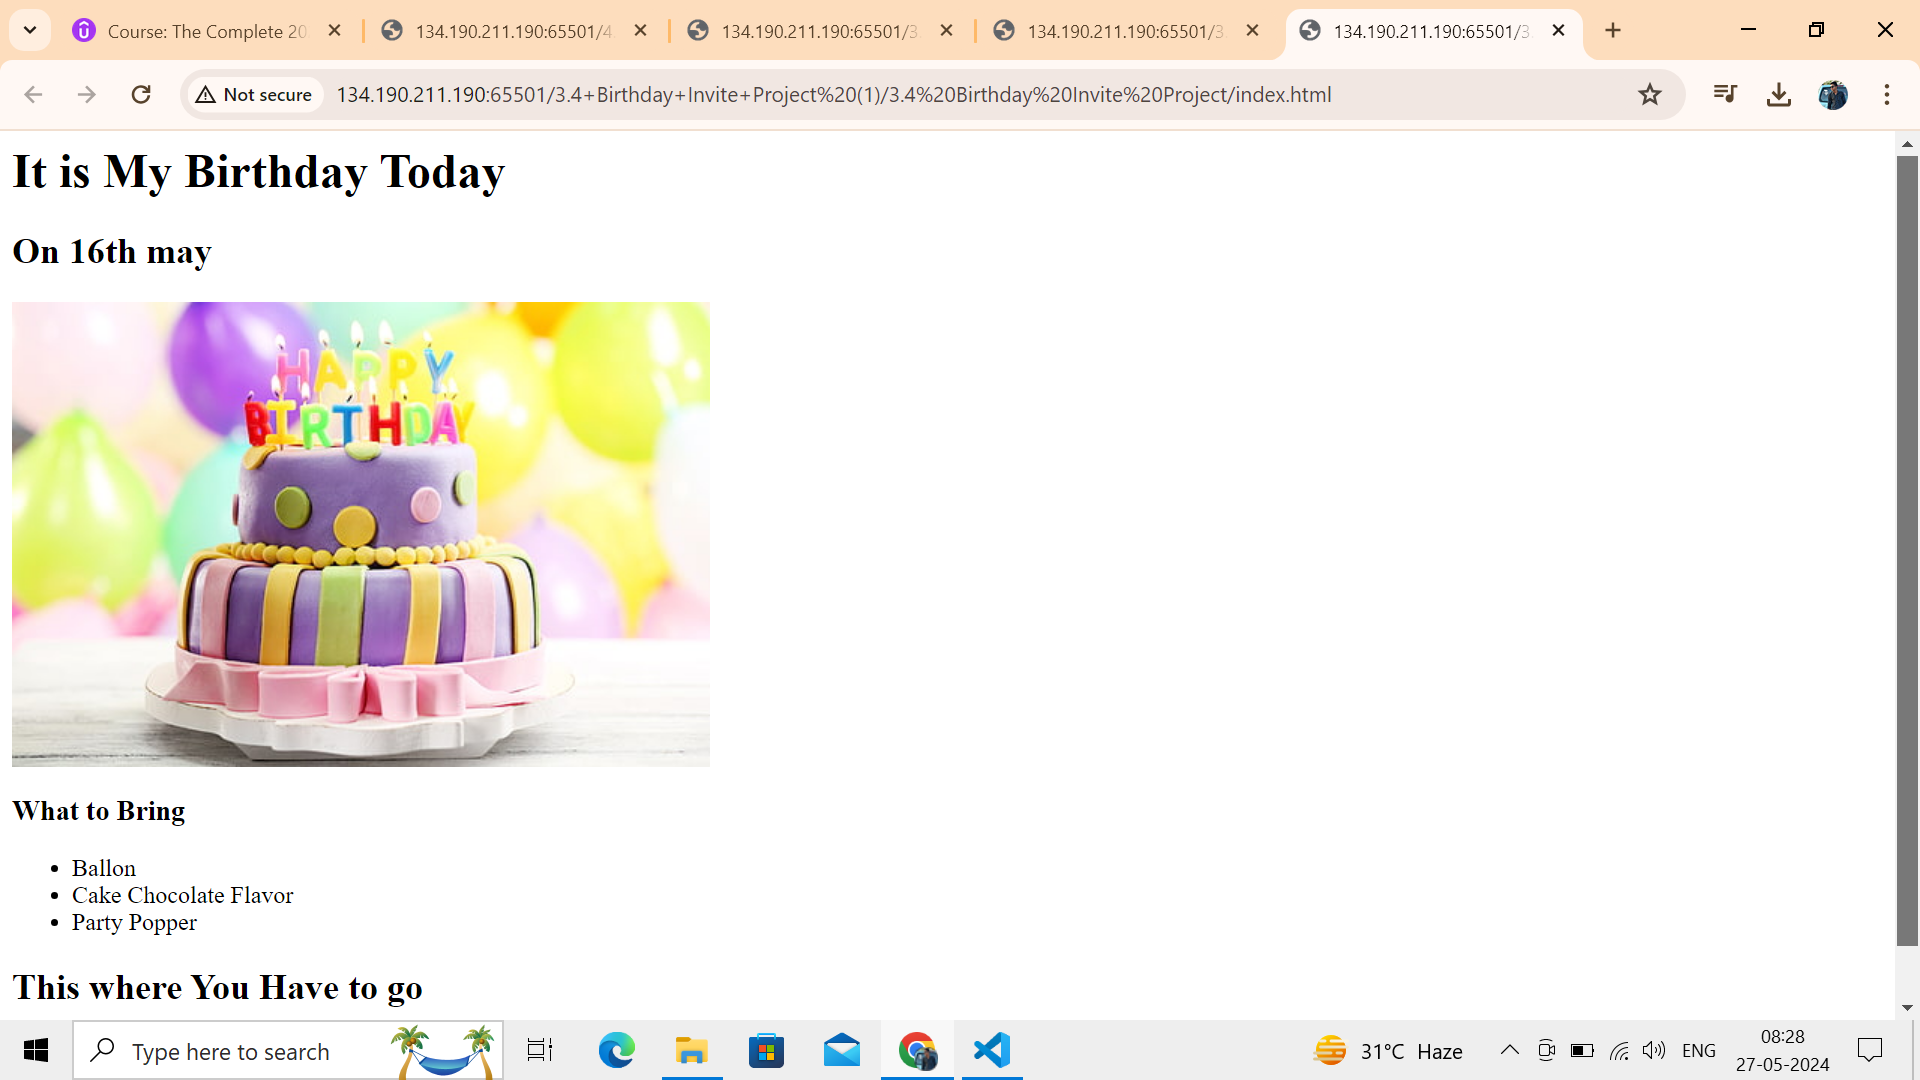 Course: The Complete 20
134.190.211.190:65501/4
134.190.211.190:65501/3
134.190.211.190:65501/3
134.190.211.190:65501/3
Not secure
134.190.211.190:65501/3.4+Birthday+Invite+Project%20(1)/3.4%20Birthday%20Invite%20Project/index.html
It is My Birthday Today
On 16th may
HAPPY
BIRTHDAY
What to Bring
• Ballon
• Cake Chocolate Flavor
• Party Popper
This where You Have to go
Type here to search
31°C Haze
ENG
08:28
27-05-2024